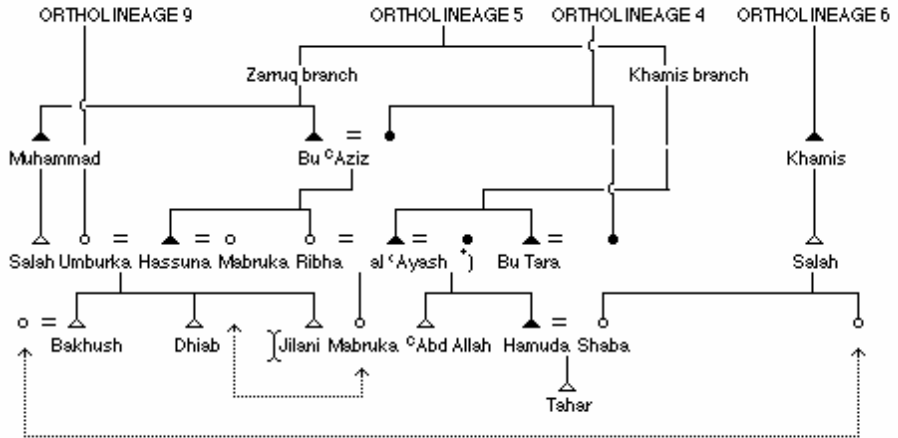 ORTHOLINEAGE 9 ORTHOLINEAGE 5 ORTHOLINEAGE 4 ORTHOLINEAGE 6
Zarruq branch Khamis branch
= 
Muhammad Bu ᶜAziz Khamis
= = = = =
Salah Umburka Hassuna Mabruka Ribha al ᶜAyash *) Bu Tara Salah
= =
Bakhush Dhiab Jilani Mabruka ᶜAbd Allah Hamuda Shaba
Tahar